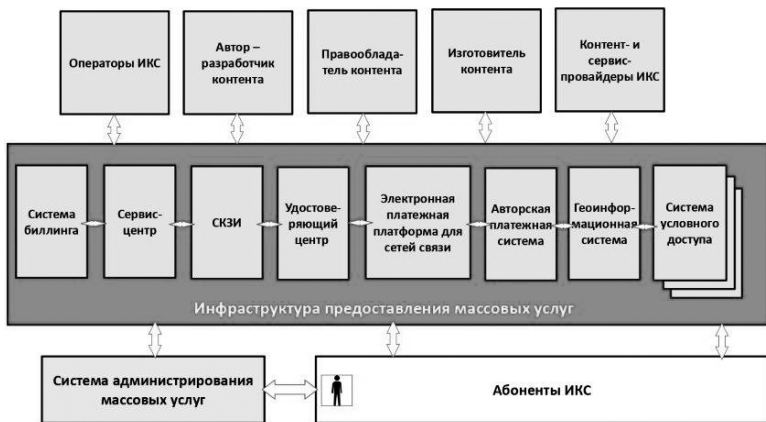 Операторы ИКС
Автор –
разработчик
контента
Правооблада-
тель контента
Изготовитель
контента
Контент- и
сервис-
провайдеры ИКС
Система
биллинга
Сервис-
центр
СКЗИ
Удостове-
ряющий
центр
Электронная
платежная
платформа для
сетей связи
Авторская
платежная
система
Геоинфор-
мационная
система
Система
условного
доступа
Инфраструктура предоставления массовых услуг
Система администрирования
массовых услуг
Абоненты ИКС